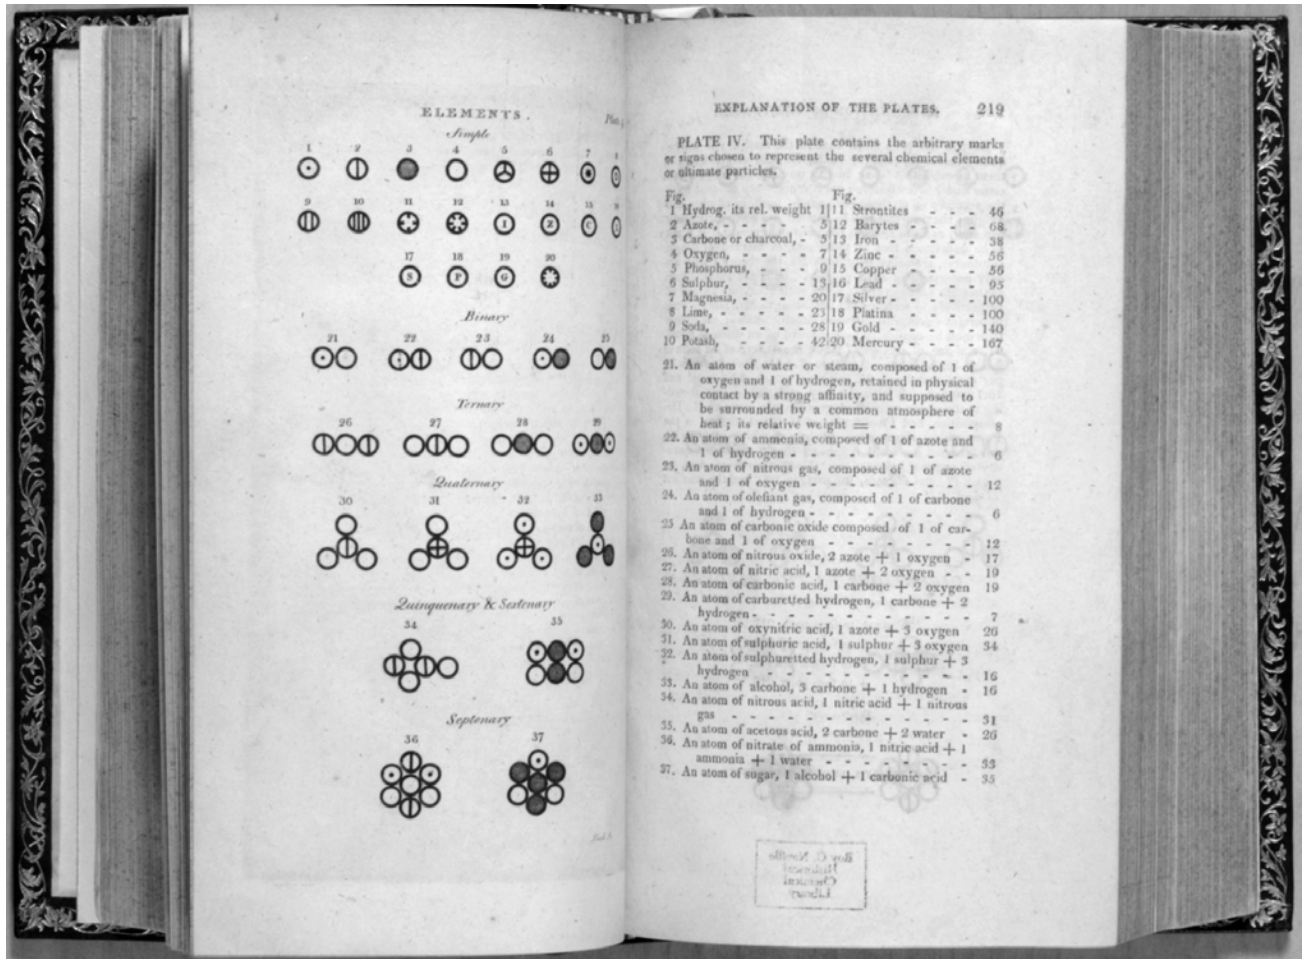 ELEMENTS.
Simple
1 2 3 4 5 6 7
9 10 11 12 13 14 15
I Z C
17 18 19 20
S P G
Binary
21 22 23 24 25
Ternary
26 27 28 29
Quaternary
30 31 32 33
Quinquenary & Sextenary
34 35
Septenary
36 37
EXPLANATION OF THE PLATES. 219
PLATE IV. This plate contains the arbitrary marks
or signs chosen to represent the several chemical elements
or ultimate particles.
Fig. Fig.
1 Hydrog. its rel. weight 1 11 Strontites - - - 46
2 Azote, - - - - 5 12 Barytes - - - - 68
3 Carbone or charcoal, - 5 13 Iron - - - - - 38
4 Oxygen, - - - - 7 14 Zinc - - - - - 56
5 Phosphorus, - - - 9 15 Copper - - - - 56
6 Sulphur, - - - - 13 16 Lead - - - - 95
7 Magnesia, - - - - 20 17 Silver - - - - 100
8 Lime, - - - - - 23 18 Platina - - - 100
9 Soda, - - - - - 28 19 Gold - - - - 140
10 Potash, - - - - 42 20 Mercury - - - - 167
21. An atom of water or steam, composed of 1 of
oxygen and 1 of hydrogen, retained in physical
contact by a strong affinity, and supposed to
be surrounded by a common atmosphere of
heat; its relative weight = - - - - 8
22. An atom of ammonia, composed of 1 of azote and
1 of hydrogen - - - - - - - - - 6
23. An atom of nitrous gas, composed of 1 of azote
and 1 of oxygen - - - - - - - - 12
24. An atom of olefiant gas, composed of 1 of carbone
and 1 of hydrogen - - - - - - - - 6
25 An atom of carbonic oxide composed of 1 of car-
bone and 1 of oxygen - - - - - - - 12
26. An atom of nitrous oxide, 2 azote + 1 oxygen - 17
27. An atom of nitric acid, 1 azote + 2 oxygen - - 19
28. An atom of carbonic acid, 1 carbone + 2 oxygen 19
29. An atom of carburetted hydrogen, 1 carbone + 2
hydrogen - - - - - - - - - - 7
30. An atom of oxynitric acid, 1 azote + 3 oxygen 26
31. An atom of sulphuric acid, 1 sulphur + 3 oxygen 34
32. An atom of sulphuretted hydrogen, 1 sulphur + 3
hydrogen - - - - - - - - - - 16
33. An atom of alcohol, 3 carbone + 1 hydrogen - 16
34. An atom of nitrous acid, 1 nitric acid + 1 nitrous
gas - - - - - - - - - - - - 31
35. An atom of acetous acid, 2 carbone + 2 water - 26
36. An atom of nitrate of ammonia, 1 nitric acid + 1
ammonia + 1 water - - - - - - - 33
37. An atom of sugar, 1 alcohol + 1 carbonic acid - 35
Historical
Chemical
Library